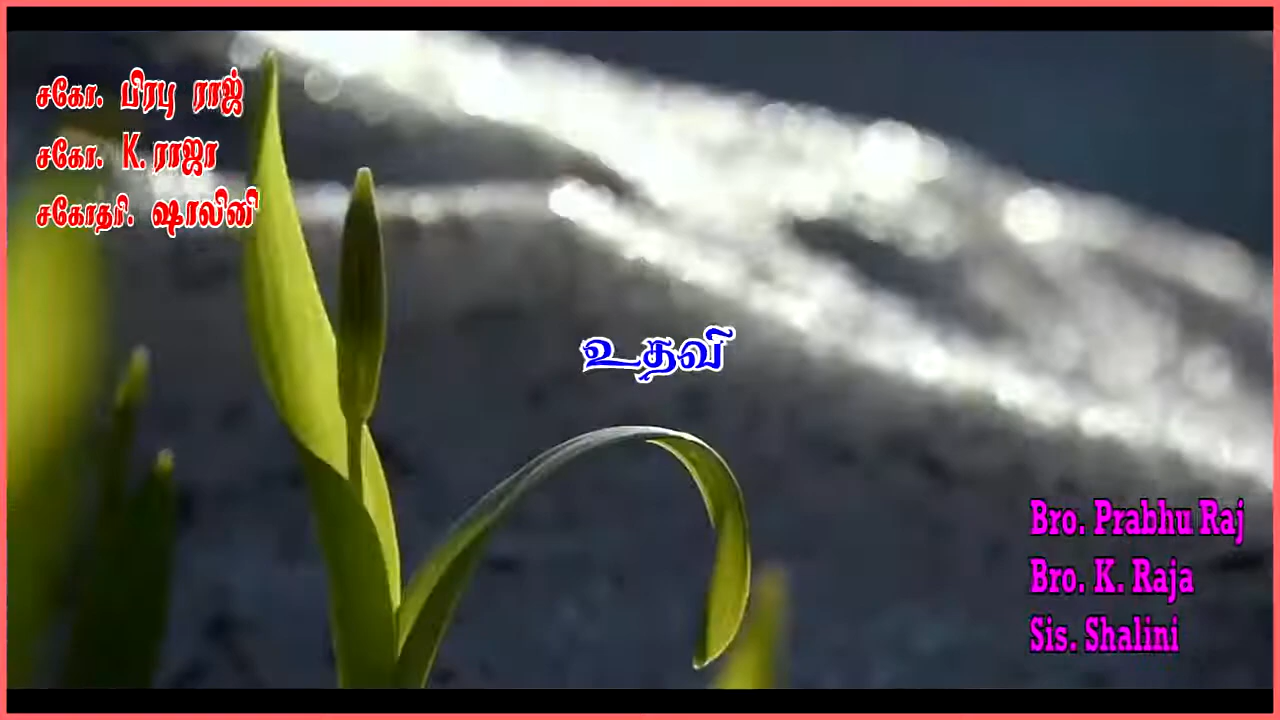 சகோ. பிரபு ராஜ்
சகோ. K. ராஜா
சகோதரி. ஷாலினி
உதவி
Bro. Prabhu Raj
Bro. K. Raja
Sis. Shalini